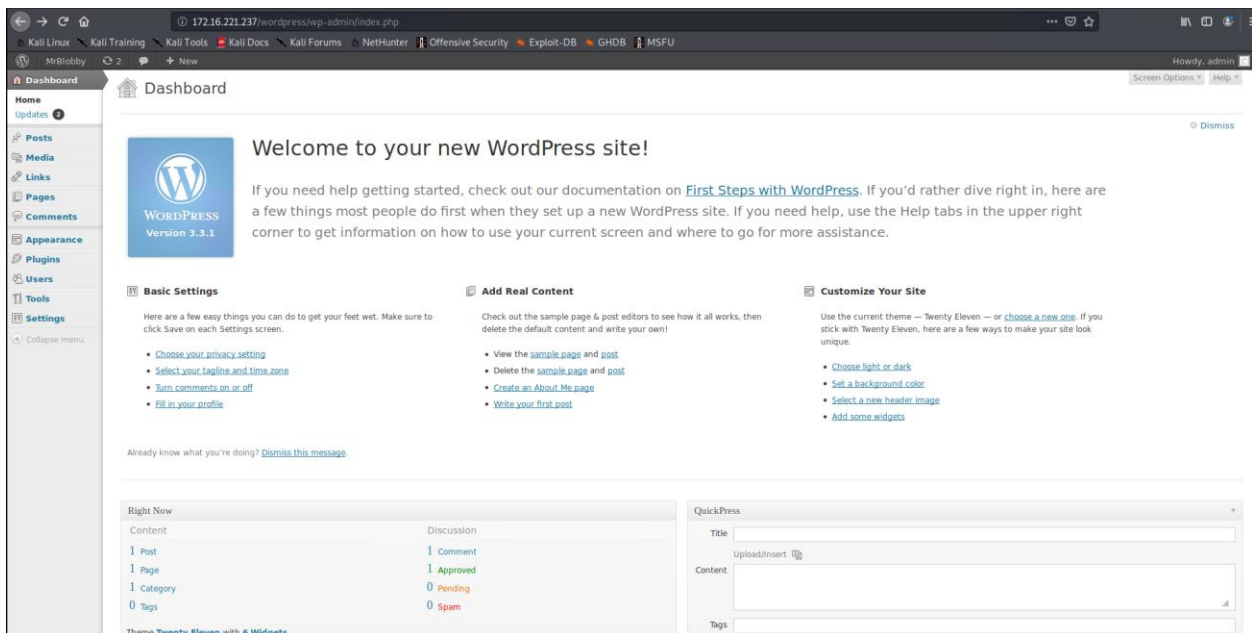 172.16.221.237/wordpress/wp-admin/index.php
Kali Linux Kali Training Kali Tools Kali Docs Kali Forums NetHunter Offensive Security Exploit-DB GHDB MSFU
MrBlobby 2 + New Howdy, admin
Dashboard
Home
Updates 2
Posts
Media
Links
Pages
Comments
Appearance
Plugins
Users
Tools
Settings
Collapse menu
Screen Options Help
Dashboard
Dismiss
WORDPRESS
Version 3.3.1
Welcome to your new WordPress site!
If you need help getting started, check out our documentation on First Steps with WordPress. If you’d rather dive right in, here are
a few things most people do first when they set up a new WordPress site. If you need help, use the Help tabs in the upper right
corner to get information on how to use your current screen and where to go for more assistance.
Basic Settings
Here are a few easy things you can do to get your feet wet. Make sure to
click Save on each Settings screen.
• Choose your privacy setting
• Select your tagline and time zone
• Turn comments on or off
• Fill in your profile
Add Real Content
Check out the sample page & post editors to see how it all works, then
delete the default content and write your own!
• View the sample page and post
• Delete the sample page and post
• Create an About Me page
• Write your first post
Customize Your Site
Use the current theme — Twenty Eleven — or choose a new one. If you
stick with Twenty Eleven, here are a few ways to make your site look
unique.
• Choose light or dark
• Set a background color
• Select a new header image
• Add some widgets
Already know what you’re doing? Dismiss this message.
Right Now
Content Discussion
1 Post 1 Comment
1 Page 1 Approved
1 Category 0 Pending
0 Tags 0 Spam
Theme Twenty Eleven with 6 Widgets
QuickPress
Title
Upload/Insert
Content
Tags